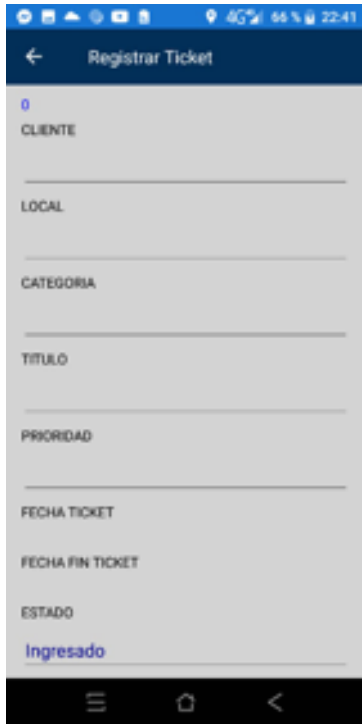 4G 66 % 22:41
Registrar Ticket
0
CLIENTE
LOCAL
CATEGORIA
TITULO
PRIORIDAD
FECHA TICKET
FECHA FIN TICKET
ESTADO
Ingresado